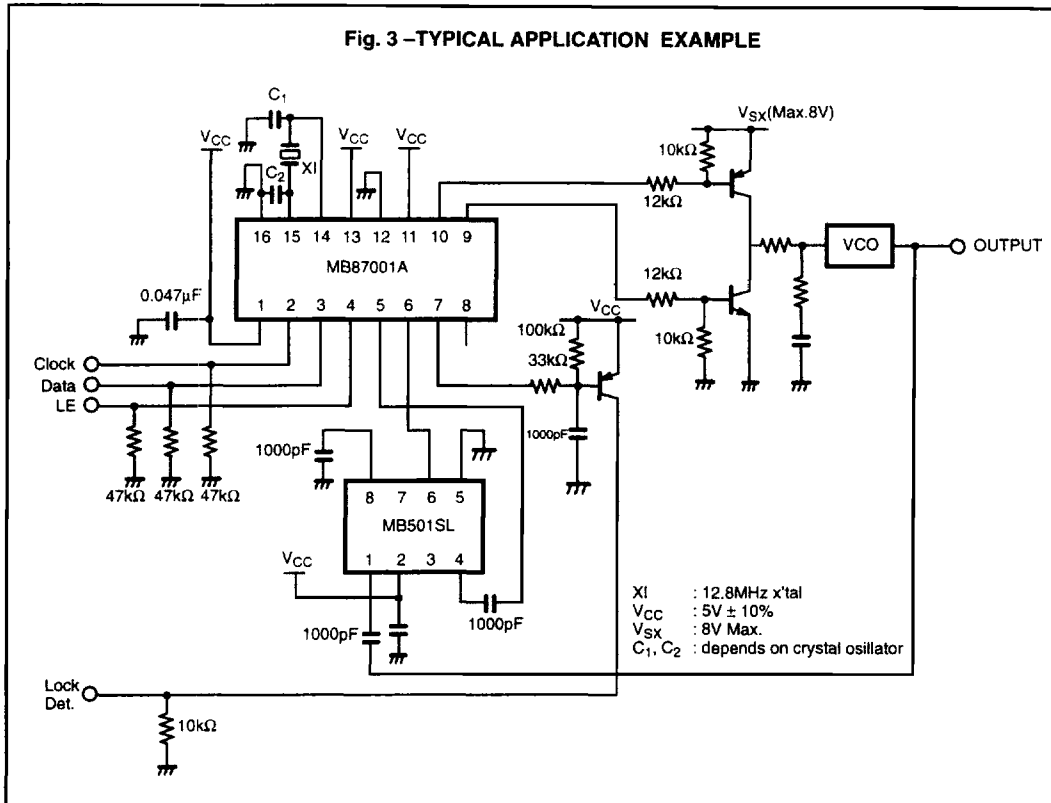 Fig. 3 –TYPICAL APPLICATION EXAMPLE
C1
VCC
XI
C2
VCC
VCC
VSX(Max.8V)
10kΩ
12kΩ
16 15 14 13 12 11 10 9
MB87001A
1 2 3 4 5 6 7 8
VCO
OUTPUT
0.047µF
12kΩ
10kΩ
VCC
100kΩ
33kΩ
1000pF
Clock
Data
LE
47kΩ 47kΩ 47kΩ
1000pF
8 7 6 5
MB501SL
1 2 3 4
VCC
1000pF
1000pF
XI : 12.8MHz x'tal
VCC : 5V ± 10%
VSX : 8V Max.
C1, C2 : depends on crystal osillator
Lock
Det.
10kΩ